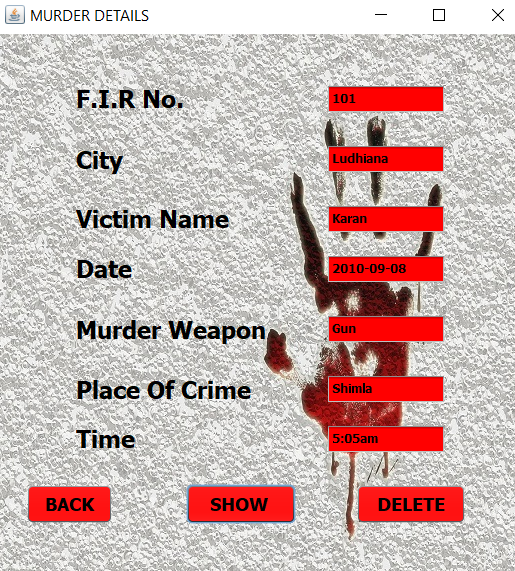 MURDER DETAILS
F.I.R No. 101
City Ludhiana
Victim Name Karan
Date 2010-09-08
Murder Weapon Gun
Place Of Crime Shimla
Time 5:05am
BACK SHOW DELETE